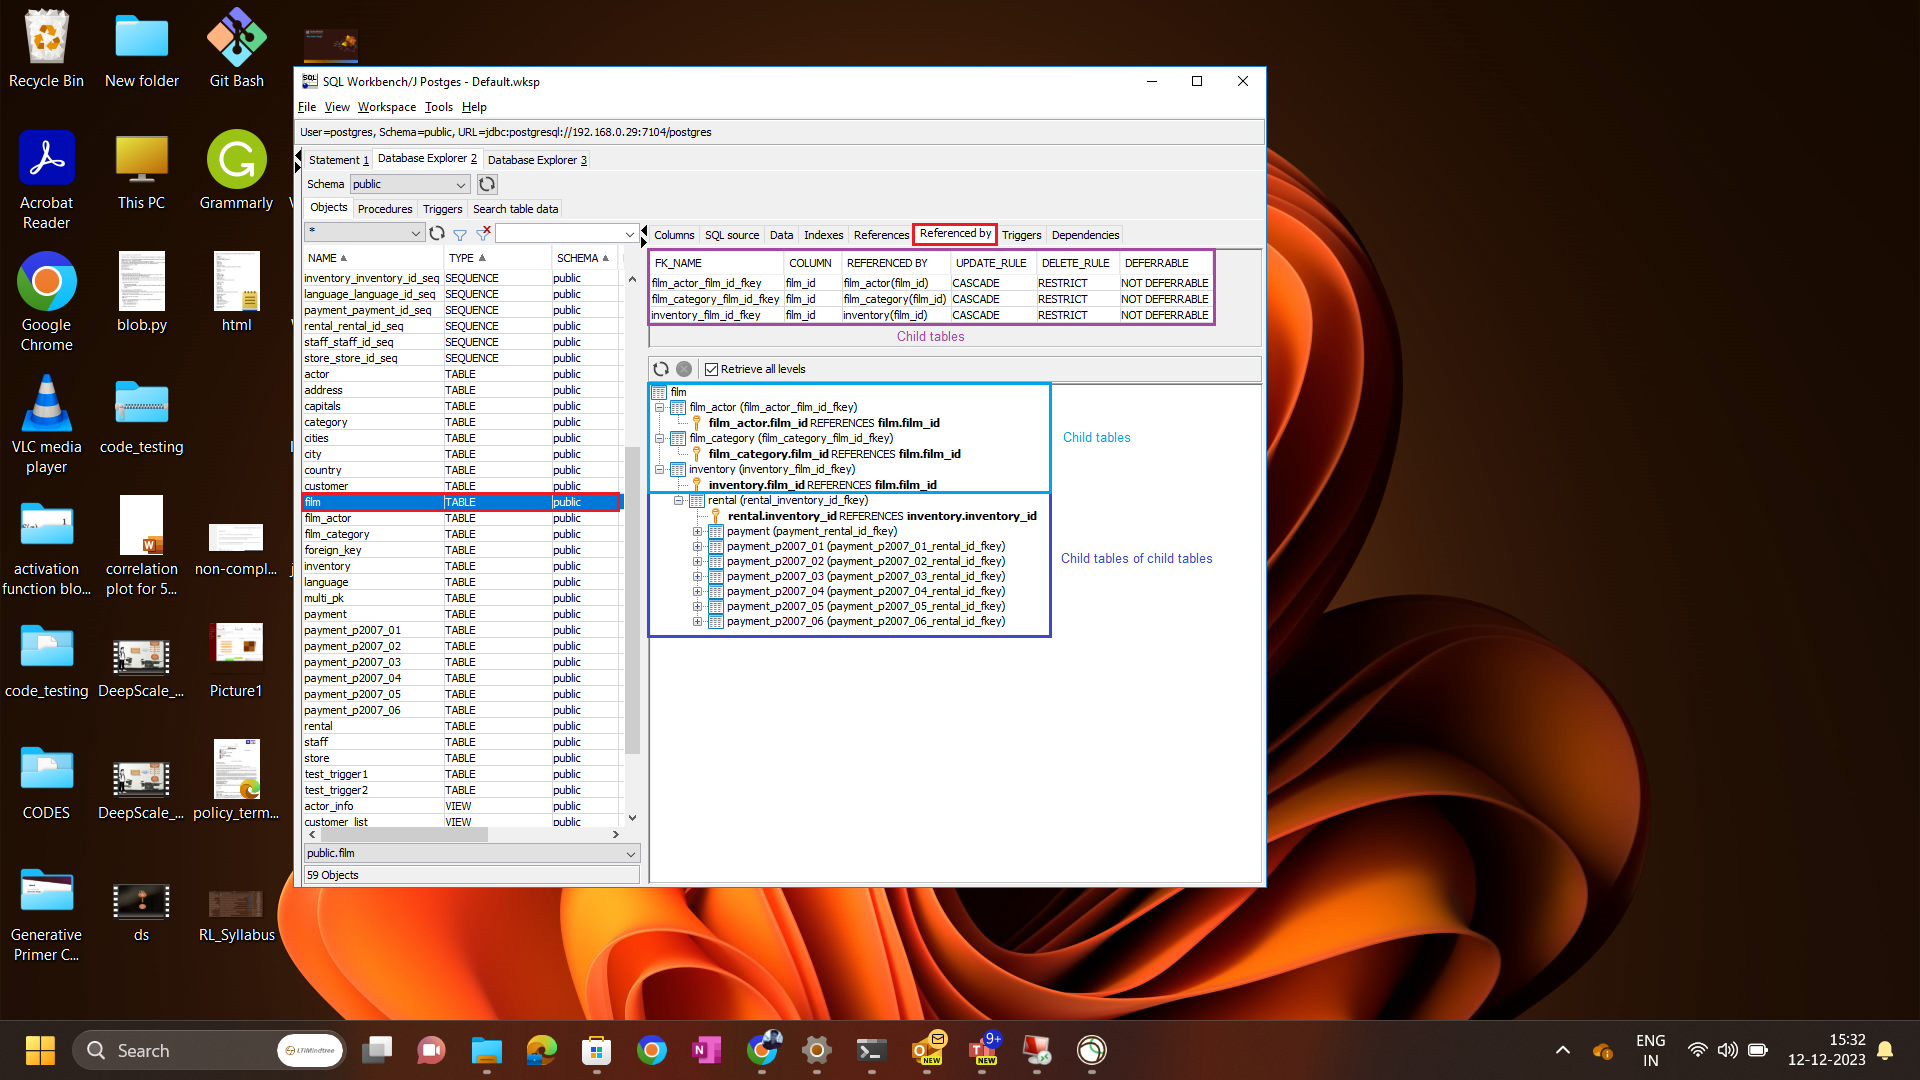 Recycle Bin
New folder
Git Bash
Acrobat
Reader
This PC
Grammarly
Google
Chrome
blob.py
html
VLC media
player
code_testing
activation
function blo...
correlation
plot for 5...
non-compl...
code_testing
DeepScale_...
Picture1
CODES
DeepScale_...
policy_term...
Generative
Primer C...
ds
RL_Syllabus
SQL Workbench/J Postges - Default.wksp
File View Workspace Tools Help
User=postgres, Schema=public, URL=jdbc:postgresql://192.168.0.29:7104/postgres
Statement 1 Database Explorer 2 Database Explorer 3
Schema public
Objects Procedures Triggers Search table data
*
NAME TYPE SCHEMA
inventory_inventory_id_seq SEQUENCE public
language_language_id_seq SEQUENCE public
payment_payment_id_seq SEQUENCE public
rental_rental_id_seq SEQUENCE public
staff_staff_id_seq SEQUENCE public
store_store_id_seq SEQUENCE public
actor TABLE public
address TABLE public
capitals TABLE public
category TABLE public
cities TABLE public
city TABLE public
country TABLE public
customer TABLE public
film TABLE public
film_actor TABLE public
film_category TABLE public
foreign_key TABLE public
inventory TABLE public
language TABLE public
multi_pk TABLE public
payment TABLE public
payment_p2007_01 TABLE public
payment_p2007_02 TABLE public
payment_p2007_03 TABLE public
payment_p2007_04 TABLE public
payment_p2007_05 TABLE public
payment_p2007_06 TABLE public
rental TABLE public
staff TABLE public
store TABLE public
test_trigger1 TABLE public
test_trigger2 TABLE public
actor_info VIEW public
customer_list VIEW public
public.film
59 Objects
Columns SQL source Data Indexes References Referenced by Triggers Dependencies
FK_NAME COLUMN REFERENCED BY UPDATE_RULE DELETE_RULE DEFERRABLE
film_actor_film_id_fkey film_id film_actor(film_id) CASCADE RESTRICT NOT DEFERRABLE
film_category_film_id_fkey film_id film_category(film_id) CASCADE RESTRICT NOT DEFERRABLE
inventory_film_id_fkey film_id inventory(film_id) CASCADE RESTRICT NOT DEFERRABLE
Child tables
Retrieve all levels
film
film_actor (film_actor_film_id_fkey)
film_actor.film_id REFERENCES film.film_id
film_category (film_category_film_id_fkey)
film_category.film_id REFERENCES film.film_id
inventory (inventory_film_id_fkey)
inventory.film_id REFERENCES film.film_id
Child tables
rental (rental_inventory_id_fkey)
rental.inventory_id REFERENCES inventory.inventory_id
payment (payment_rental_id_fkey)
payment_p2007_01 (payment_p2007_01_rental_id_fkey)
payment_p2007_02 (payment_p2007_02_rental_id_fkey)
payment_p2007_03 (payment_p2007_03_rental_id_fkey)
payment_p2007_04 (payment_p2007_04_rental_id_fkey)
payment_p2007_05 (payment_p2007_05_rental_id_fkey)
payment_p2007_06 (payment_p2007_06_rental_id_fkey)
Child tables of child tables
Search
LTIMindtree
NEW
9+
NEW
ENG
IN
15:32
12-12-2023